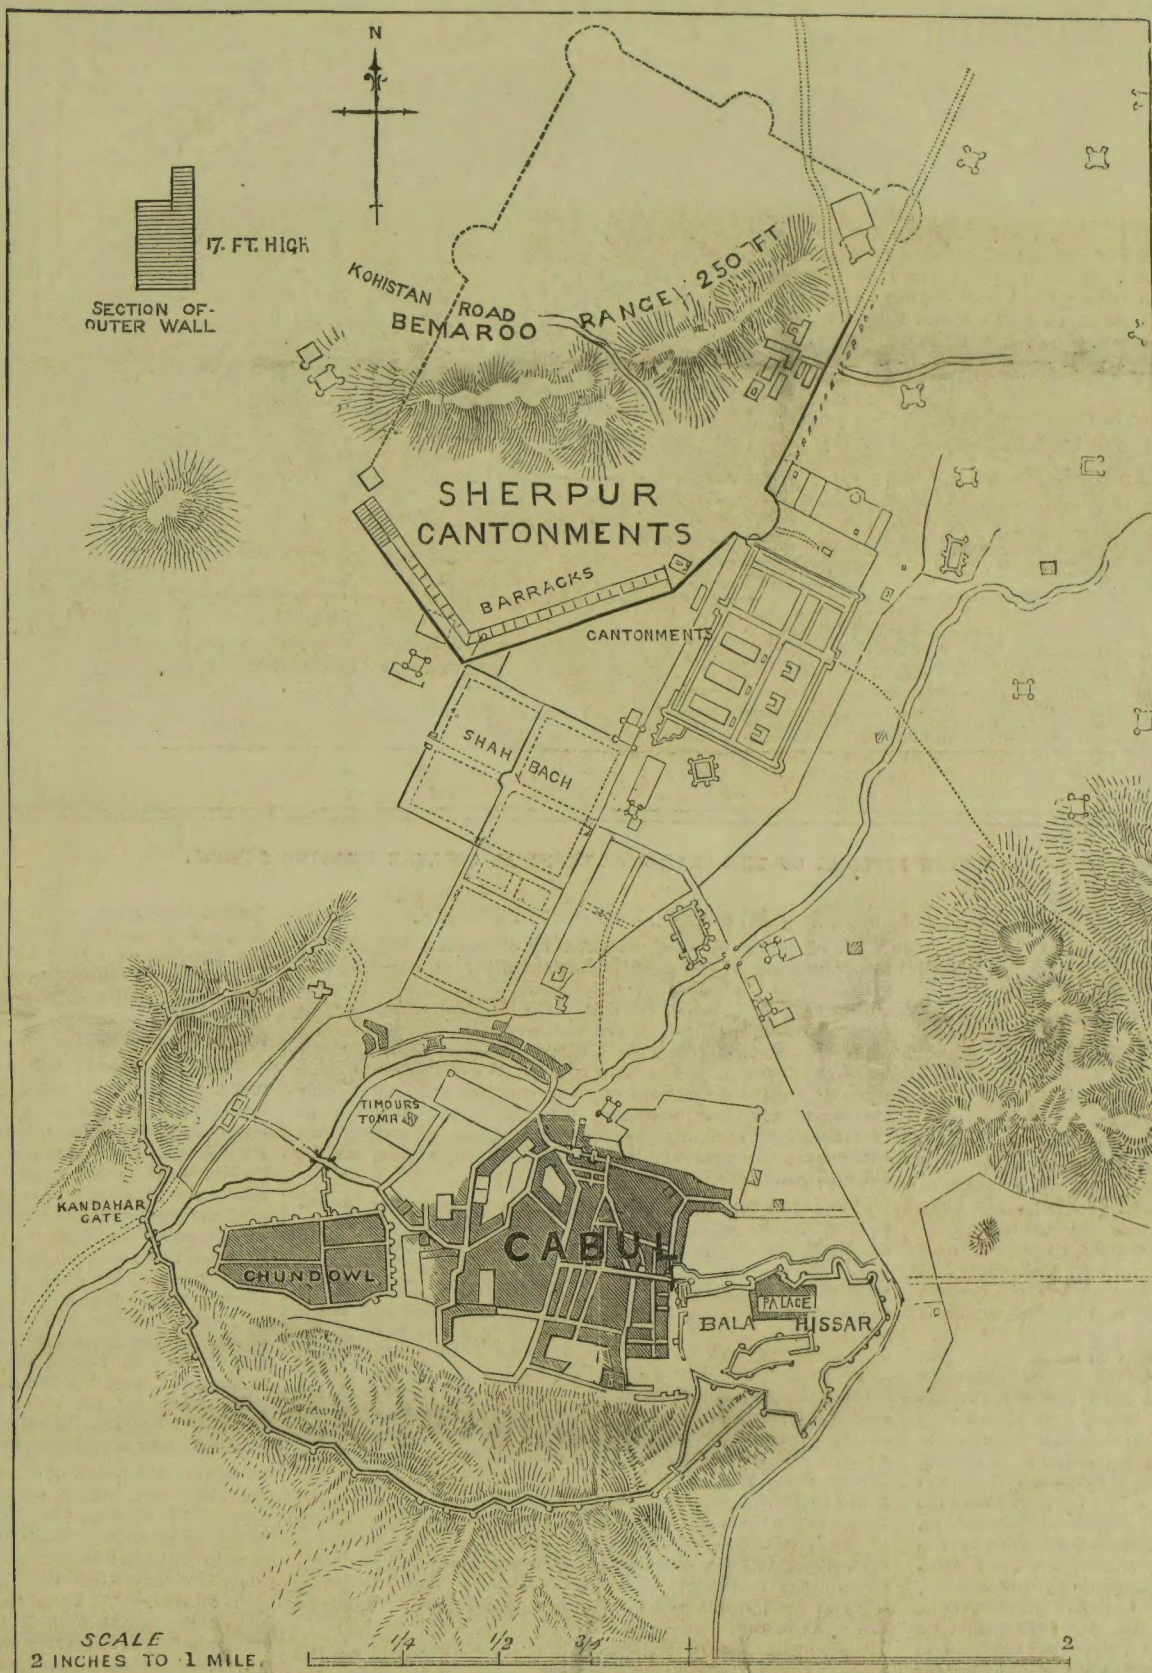 N
17. FT. HIGH
SECTION OF-
OUTER WALL
KOHISTAN ROAD
BEMAROO RANGE 250 FT
SHERPUR
CANTONMENTS
BARRACKS
CANTONMENTS
SHAH BACH
TIMOURS
TOMB
KANDAHAR
GATE
CHUNDOWL
CABUL
PALACE
BALA HISSAR
SCALE
2 INCHES TO 1 MILE.
1/4 1/2 3/4 1 2